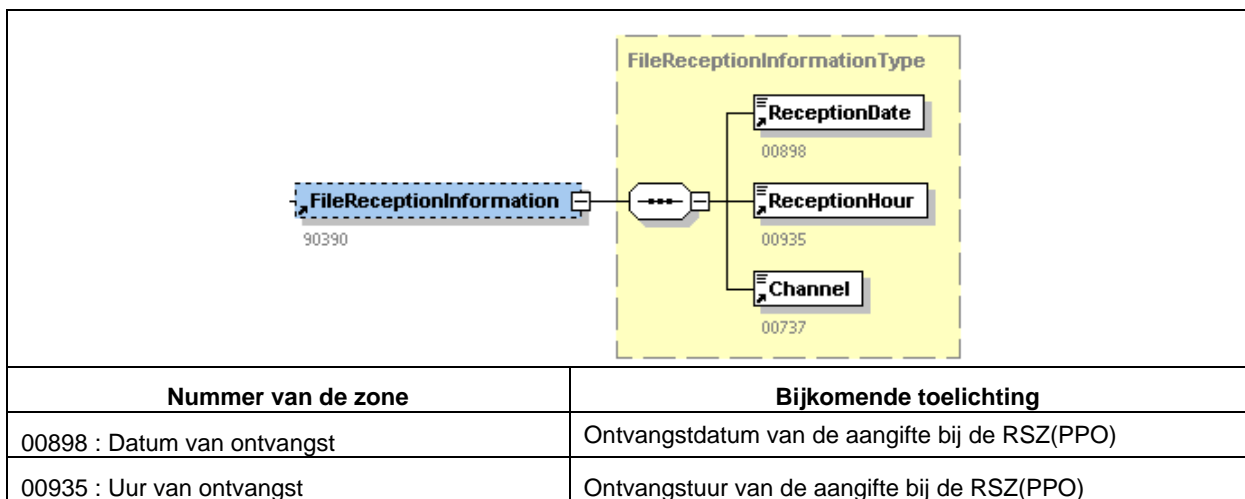 FileReceptionInformationType
ReceptionDate
00898
FileReceptionInformation
90390
ReceptionHour
00935
Channel
00737
Nummer van de zone
Bijkomende toelichting
00898 : Datum van ontvangst
Ontvangstdatum van de aangifte bij de RSZ(PPO)
00935 : Uur van ontvangst
Ontvangstuur van de aangifte bij de RSZ(PPO)